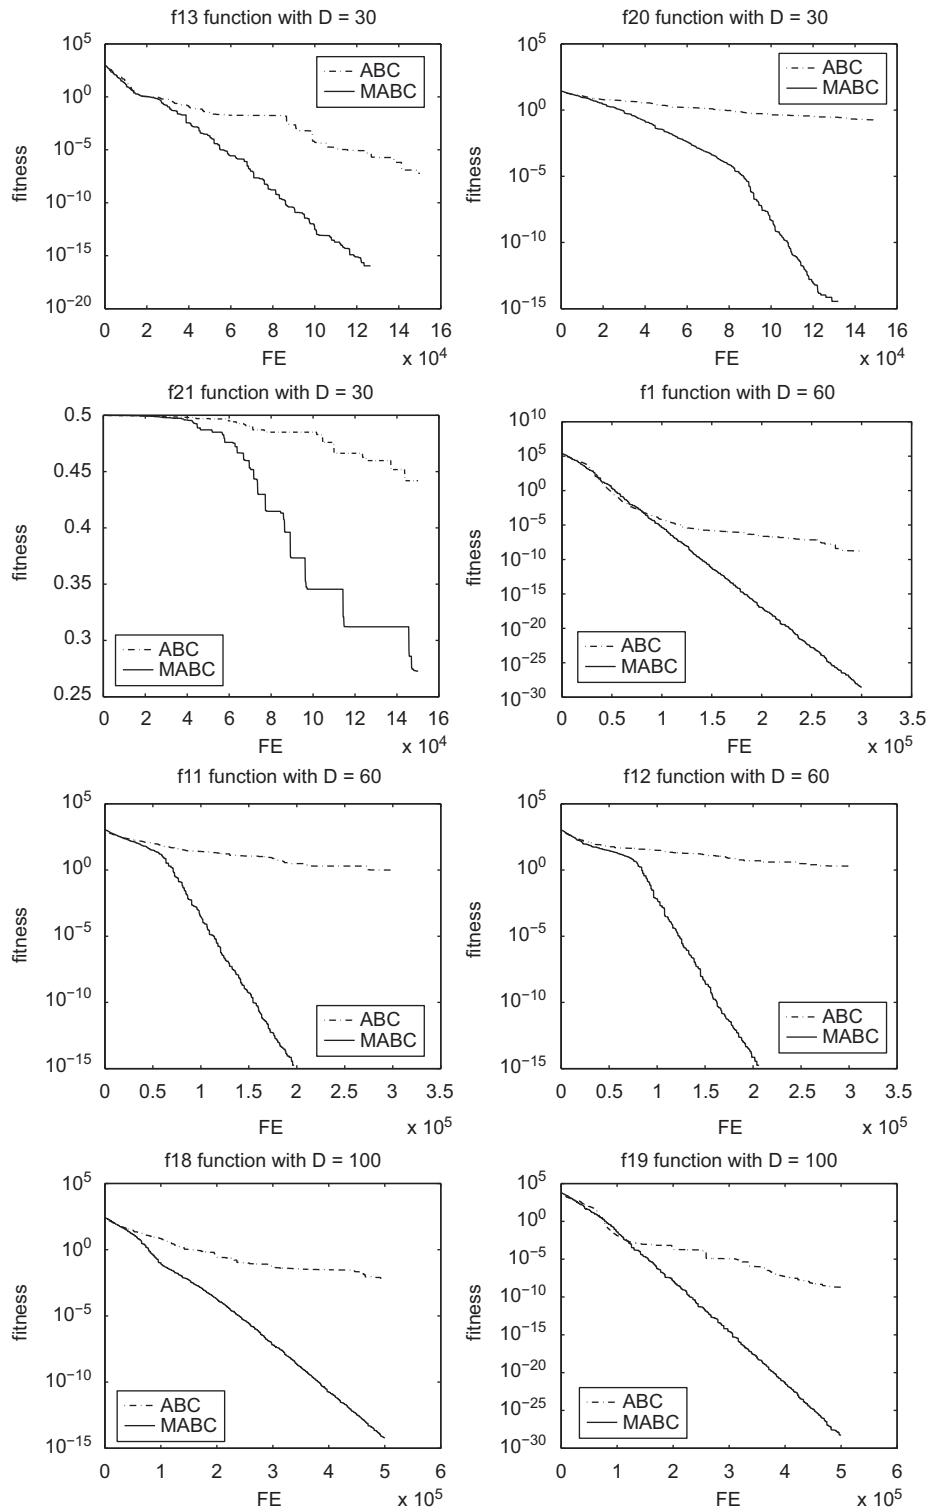 f13 function with D = 30
10^5
10^0
10^−5
10^−10
10^−15
10^−20
fitness
ABC
MABC
0 2 4 6 8 10 12 14 16
FE
x 10^4
f20 function with D = 30
10^5
10^0
10^−5
10^−10
10^−15
fitness
ABC
MABC
0 2 4 6 8 10 12 14 16
FE
x 10^4
f21 function with D = 30
0.5
0.45
0.4
0.35
0.3
0.25
fitness
ABC
MABC
0 2 4 6 8 10 12 14 16
FE
x 10^4
f1 function with D = 60
10^10
10^5
10^0
10^−5
10^−10
10^−15
10^−20
10^−25
10^−30
fitness
ABC
MABC
0 0.5 1 1.5 2 2.5 3 3.5
FE
x 10^5
f11 function with D = 60
10^5
10^0
10^−5
10^−10
10^−15
fitness
ABC
MABC
0 0.5 1 1.5 2 2.5 3 3.5
FE
x 10^5
f12 function with D = 60
10^5
10^0
10^−5
10^−10
10^−15
fitness
ABC
MABC
0 0.5 1 1.5 2 2.5 3 3.5
FE
x 10^5
f18 function with D = 100
10^5
10^0
10^−5
10^−10
10^−15
fitness
ABC
MABC
0 1 2 3 4 5 6
FE
x 10^5
f19 function with D = 100
10^5
10^0
10^−5
10^−10
10^−15
10^−20
10^−25
10^−30
fitness
ABC
MABC
0 1 2 3 4 5 6
FE
x 10^5